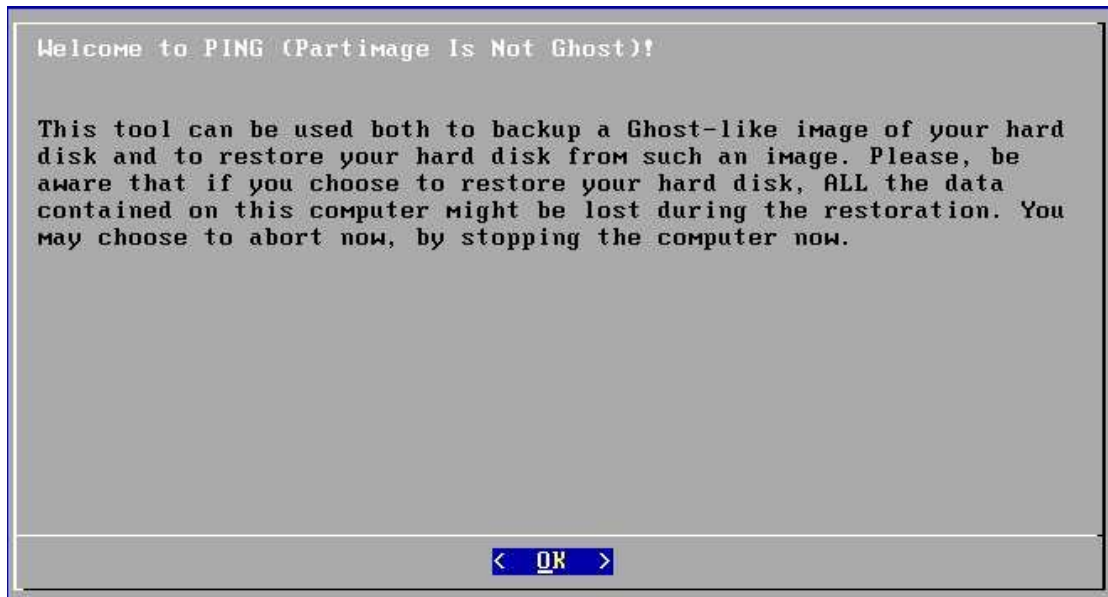 Welcome to PING (Partimage Is Not Ghost)!
This tool can be used both to backup a Ghost-like image of your hard
disk and to restore your hard disk from such an image. Please, be
aware that if you choose to restore your hard disk, ALL the data
contained on this computer might be lost during the restoration. You
may choose to abort now, by stopping the computer now.
< OK >